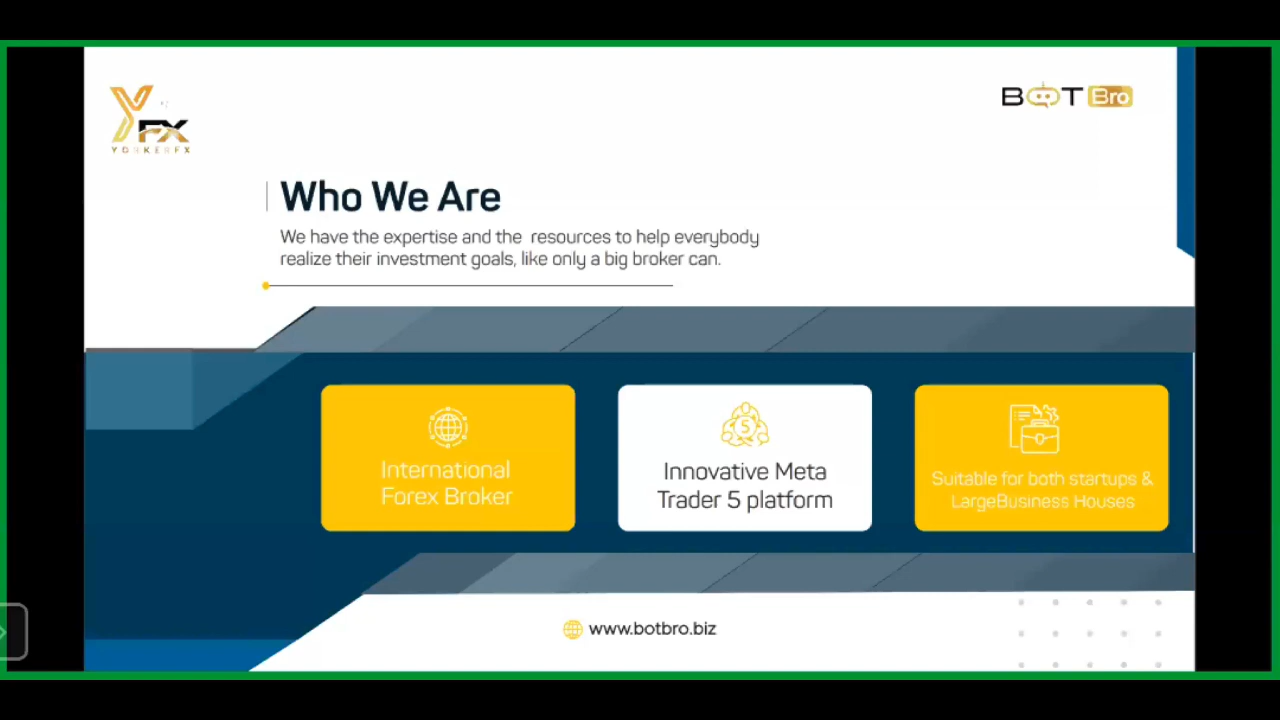 Y
FX
YORKERFX
BOT Bro
Who We Are
We have the expertise and the resources to help everybody
realize their investment goals, like only a big broker can.
International
Forex Broker
5
Innovative Meta
Trader 5 platform
Suitable for both startups &
LargeBusiness Houses
www.botbro.biz